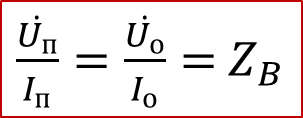 U̇п/Iп = U̇о/Iо = Z_B